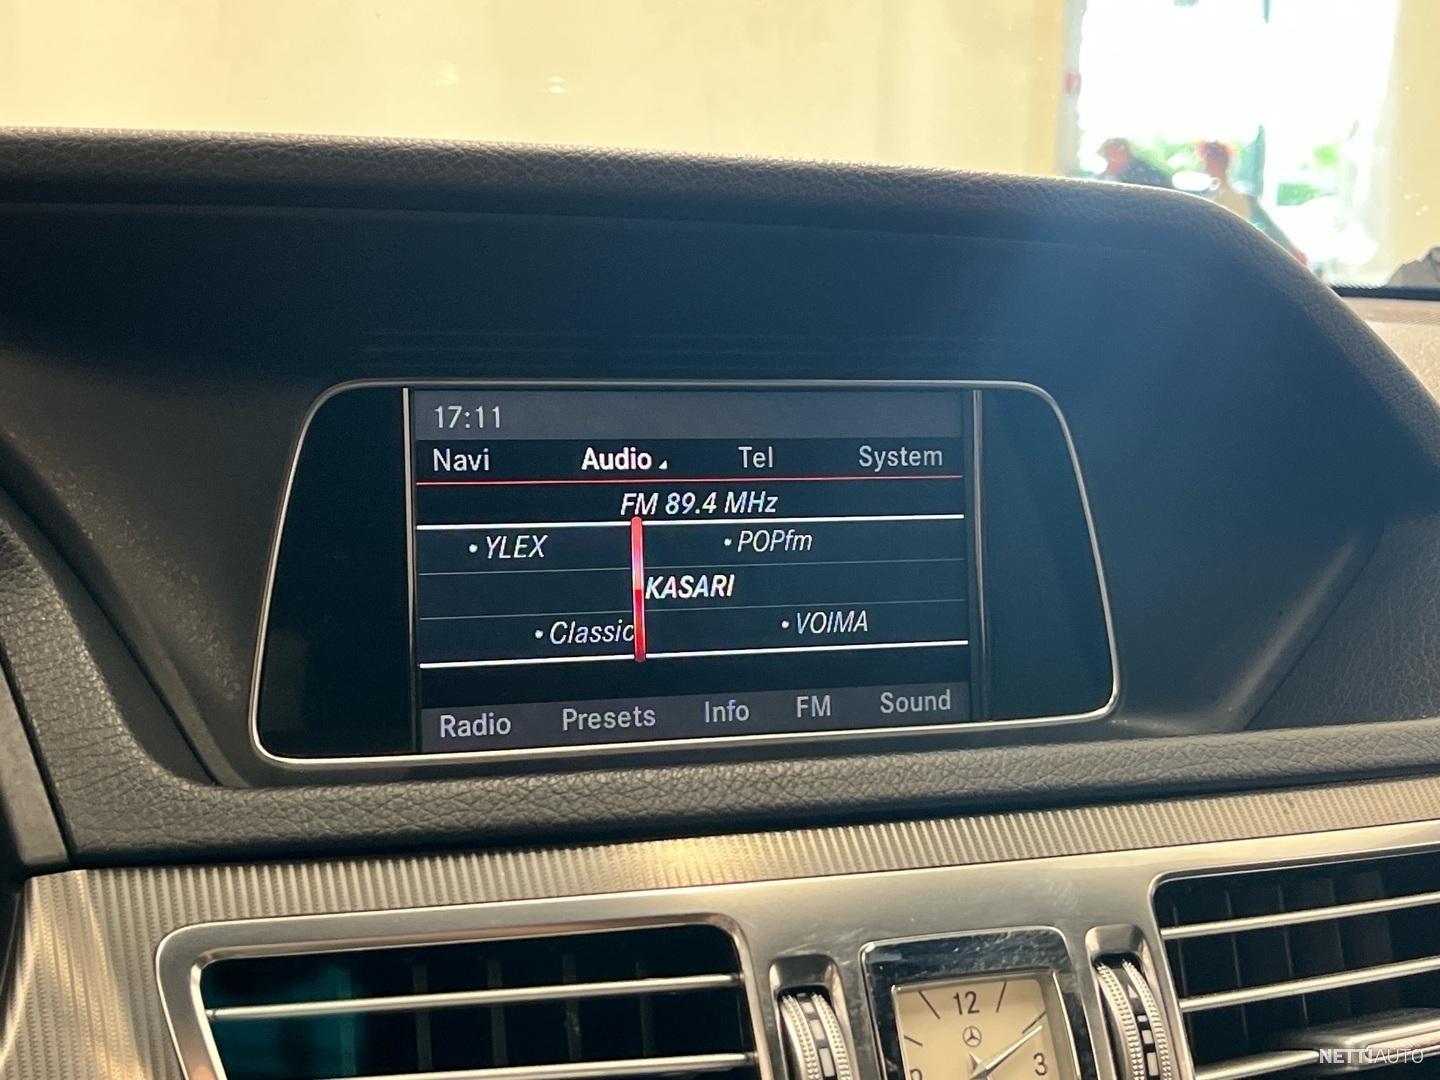 17:11
Navi Audio Tel System
FM 89.4 MHz
• YLEX • POPfm
KASARI
• Classic • VOIMA
Radio Presets Info FM Sound
12
3
NETTIAUTO